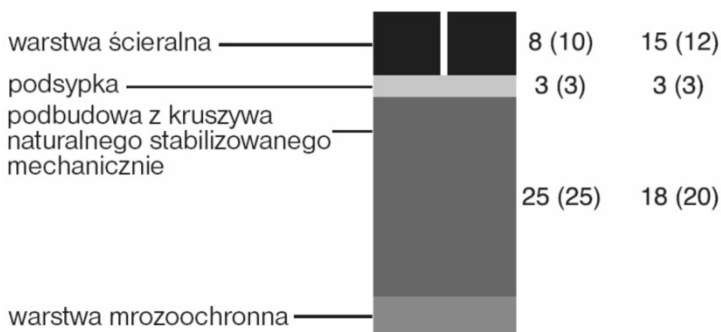 warstwa ścieralna 8 (10) 15 (12)
podsypka 3 (3) 3 (3)
podbudowa z kruszywa
naturalnego stabilizowanego
mechanicznie
25 (25) 18 (20)
warstwa mrozoochronna